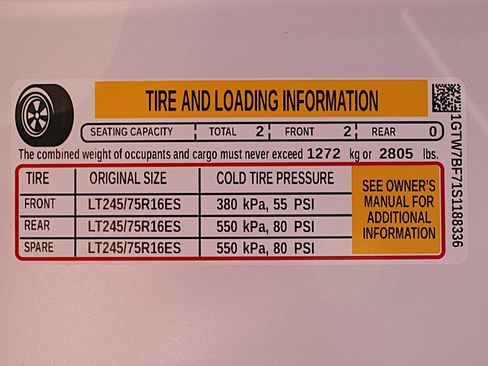 TIRE AND LOADING INFORMATION
SEATING CAPACITY TOTAL 2 FRONT 2 REAR 0
The combined weight of occupants and cargo must never exceed 1272 kg or 2805 lbs.
TIRE ORIGINAL SIZE COLD TIRE PRESSURE
FRONT LT245/75R16ES 380 kPa, 55 PSI
REAR LT245/75R16ES 550 kPa, 80 PSI
SPARE LT245/75R16ES 550 kPa, 80 PSI
SEE OWNER'S
MANUAL FOR
ADDITIONAL
INFORMATION
1GTW7BF71S1188336